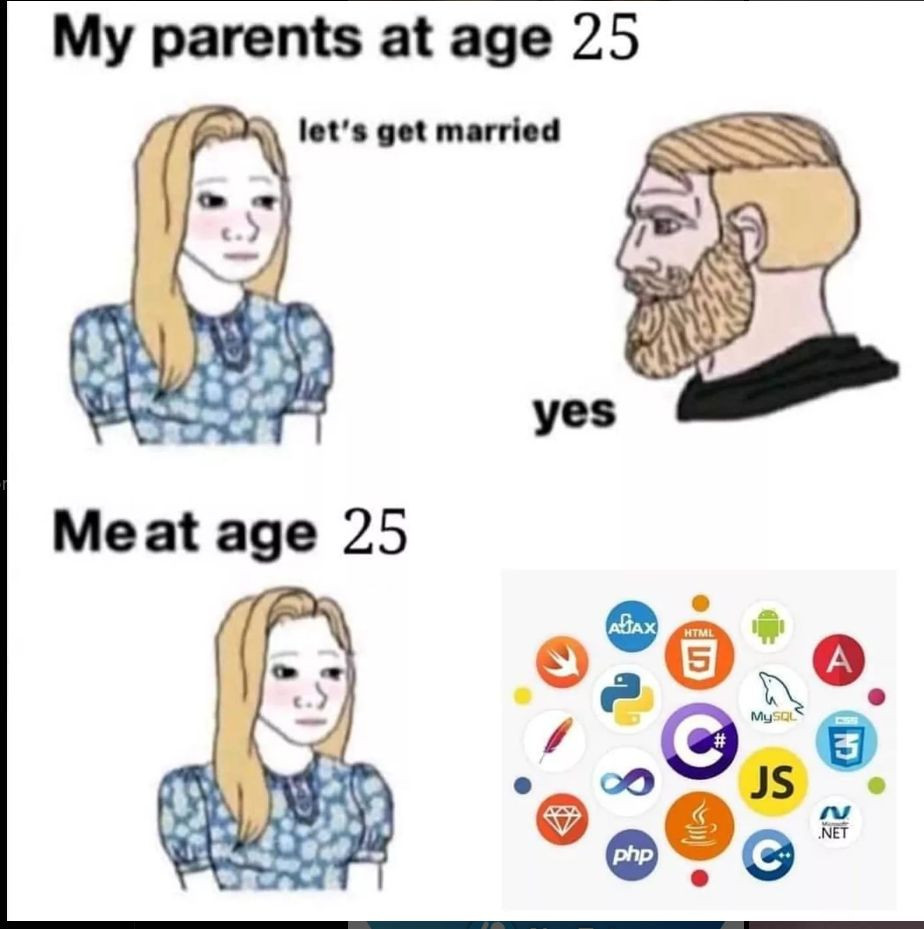 My parents at age 25
let's get married
yes
Me at age 25
AJAX
HTML
5
A
MySQL
CSS
3
C#
JS
Microsoft
.NET
php
C++